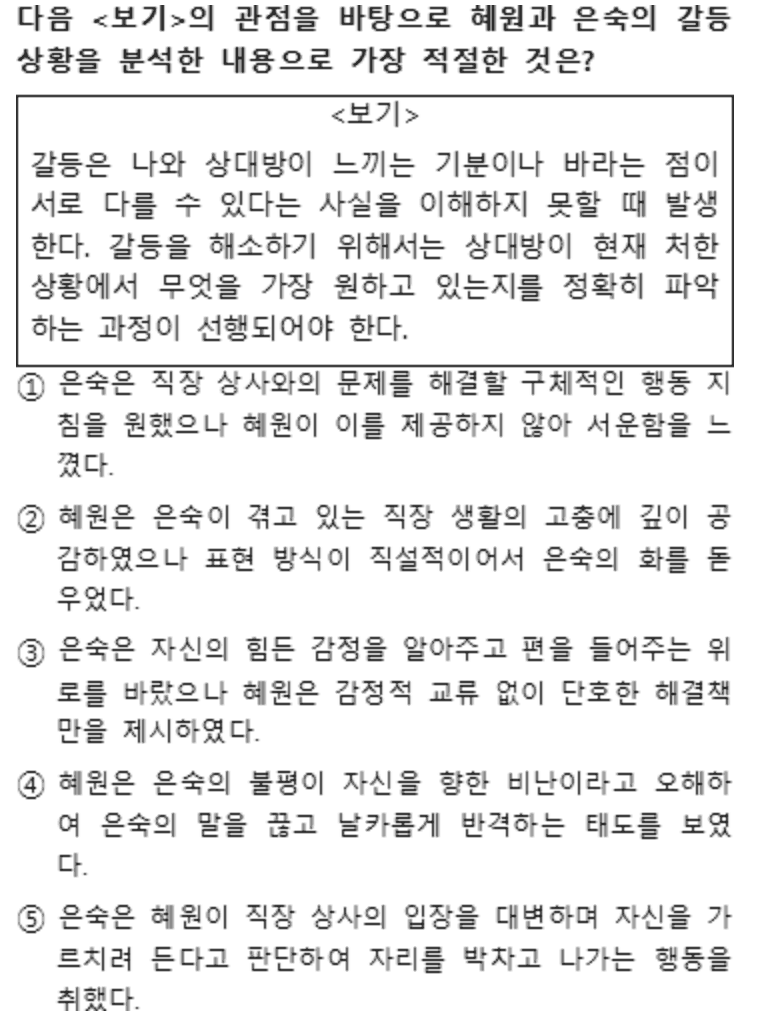 다음 <보기>의 관점을 바탕으로 혜원과 은숙의 갈등
상황을 분석한 내용으로 가장 적절한 것은?
<보기>
갈등은 나와 상대방이 느끼는 기분이나 바라는 점이
서로 다를 수 있다는 사실을 이해하지 못할 때 발생
한다. 갈등을 해소하기 위해서는 상대방이 현재 처한
상황에서 무엇을 가장 원하고 있는지를 정확히 파악
하는 과정이 선행되어야 한다.
① 은숙은 직장 상사와의 문제를 해결할 구체적인 행동 지
침을 원했으나 혜원이 이를 제공하지 않아 서운함을 느
꼈다.
② 혜원은 은숙이 겪고 있는 직장 생활의 고충에 깊이 공
감하였으나 표현 방식이 직설적이어서 은숙의 화를 돋
우었다.
③ 은숙은 자신의 힘든 감정을 알아주고 편을 들어주는 위
로를 바랐으나 혜원은 감정적 교류 없이 단호한 해결책
만을 제시하였다.
④ 혜원은 은숙의 불평이 자신을 향한 비난이라고 오해하
여 은숙의 말을 끊고 날카롭게 반격하는 태도를 보였
다.
⑤ 은숙은 혜원이 직장 상사의 입장을 대변하며 자신을 가
르치려 든다고 판단하여 자리를 박차고 나가는 행동을
취했다.